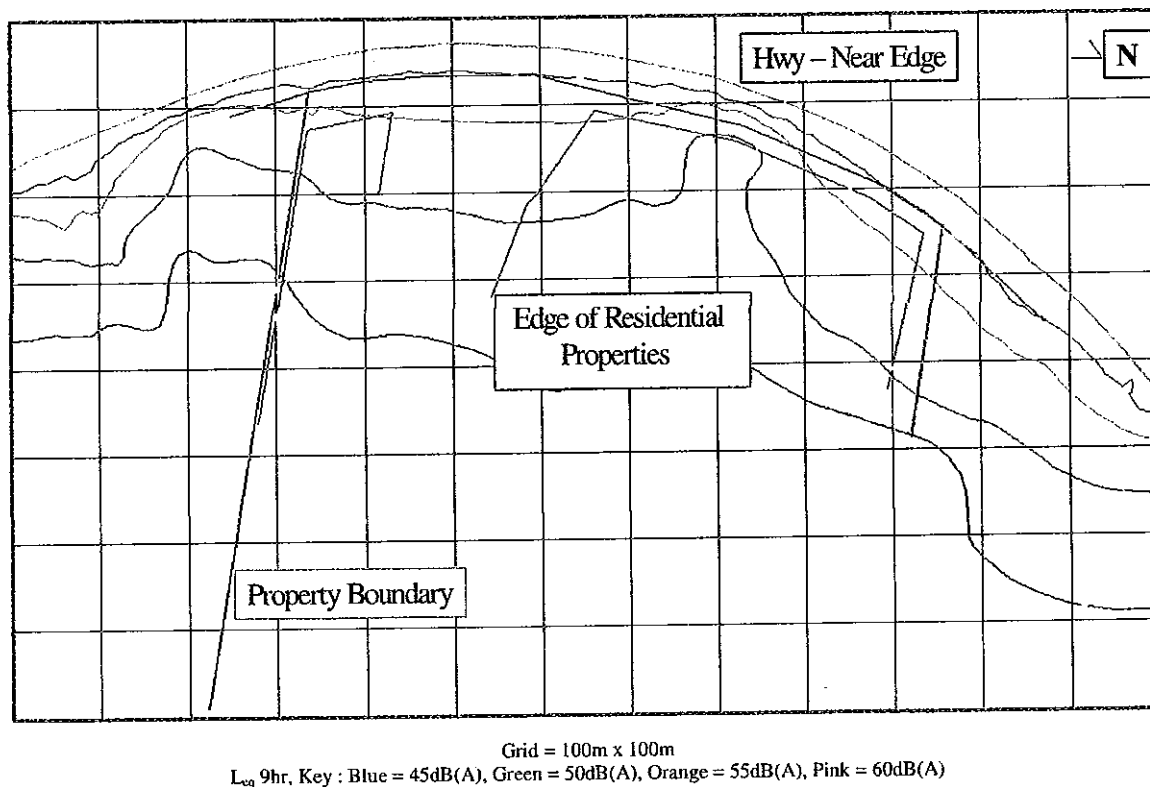 Hwy – Near Edge
N
Edge of Residential
Properties
Property Boundary
Grid = 100m x 100m
Leq 9hr, Key : Blue = 45dB(A), Green = 50dB(A), Orange = 55dB(A), Pink = 60dB(A)